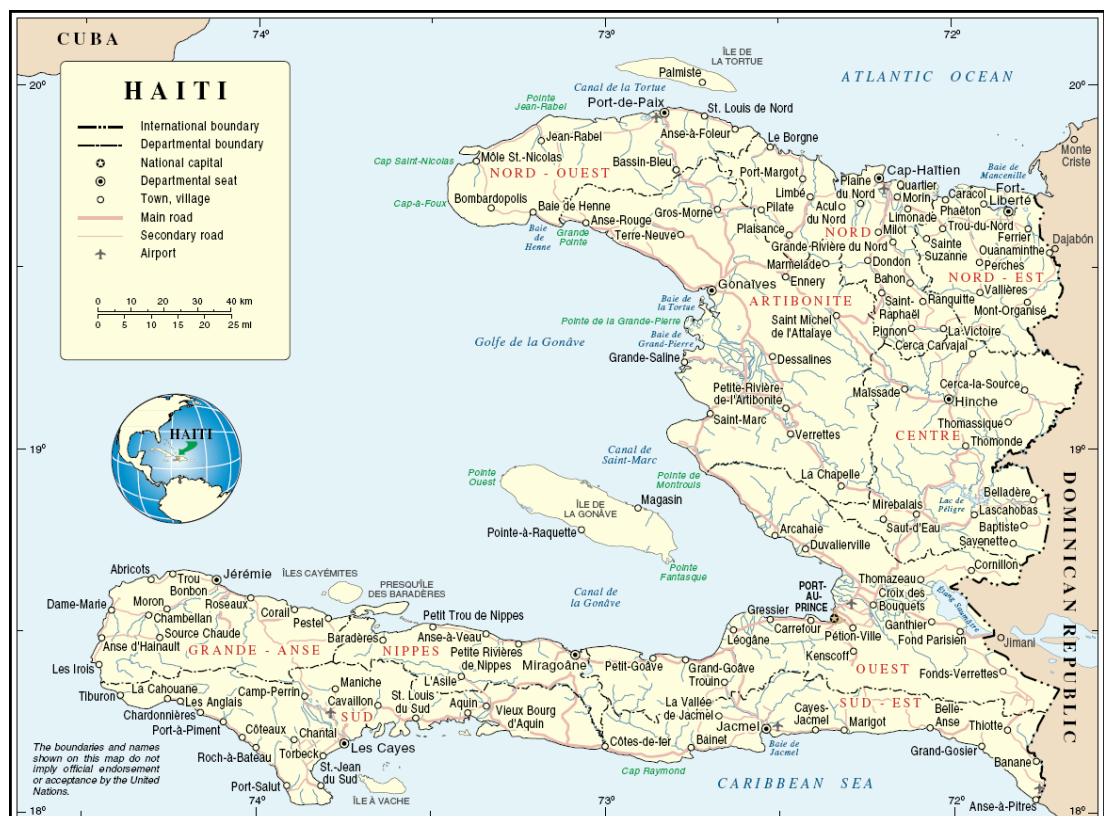 CUBA
74º
73º
72º
HAITI
International boundary
Departmental boundary
National capital
Departmental seat
Town, village
Main road
Secondary road
Airport
0 10 20 30 40 km
0 5 10 15 20 25 mi
20º
19º
18º
20º
19º
18º
HAITI
The boundaries and names
shown on this map do not
imply official endorsement
or acceptance by the United
Nations.
ATLANTIC OCEAN
ÎLE DE
LA TORTUE
Palmiste
Canal de la Tortue
Pointe
Jean-Rabel
Port-de-Paix
St. Louis de Nord
Anse-à-Foleur
Le Borgne
Jean-Rabel
Cap Saint-Nicolas
Môle St-Nicolas
NORD - OUEST
Bassin-Bleu
Port-Margot
Cap-à-Foux
Bombardopolis
Baie de Henne
Anse-Rouge
Baie
de
Henne
Grande
Pointe
Terre-Neuve
Gros-Morne
Pilate
Plaisance
Limbé
Plaine
du Nord
Acul
du Nord
Cap-Haïtien
Quartier
Morin
Limonade
Caracol
Phaëton
Baie de
Mancenille
Fort-
Liberté
Monte
Criste
Dajabón
NORD
Milot
Trou-du-Nord
Ferrier
Ouanaminthe
Grande-Rivière du Nord
Sainte
Suzanne
Perches
Dondon
Marmelade
Bahon
NORD - EST
Vallières
Ennery
Gonaïves
ARTIBONITE
Saint-
Raphaël
Ranquitte
Mont-Organisé
Baie de
la Tortue
Pointe de la Grande-Pierre
Baie de
Grand-Pierre
Saint Michel
de l'Attalaye
Pignon
La Victoire
Cerca Carvajal
Golfe de la Gonâve
Grande-Saline
Dessalines
Petite-Rivière-
de-l'Artibonite
Maïssade
Cerca-la-Source
Hinche
Saint-Marc
Verrettes
Thomassique
CENTRE
Thomonde
Canal de
Saint-Marc
Pointe
Ouest
Pointe de
Montrouis
La Chapelle
Magasin
ÎLE DE
LA GONÂVE
Mirebalais
Lac de
Péligre
Belladère
Lascahobas
Pointe-à-Raquette
Saut-d'Eau
Baptiste
Arcahaie
Savenette
Duvalierville
Pointe
Fantasque
Cornillon
DOMINICAN REPUBLIC
Abricots
Jérémie
ÎLES CAYÉMITES
Trou
Bonbon
PRESQU'ÎLE
DES BARADÈRES
Canal de
la Gonâve
PORT-
AU-
PRINCE
Thomazeau
Croix des
Bouquets
Etang Saumâtre
Dame-Marie
Moron
Roseaux
Corail
Petit Trou de Nippes
Gressier
Ganthier
Chambellan
Pestel
Carrefour
Pétion-Ville
Fond Parisien
Jimani
Source Chaude
Baradères
Anse-à-Veau
Léogâne
Anse d'Hainault
GRANDE - ANSE
NIPPES
Petite Rivières
de Nippes
Miragoâne
Petit-Goâve
Grand-Goâve
Kenscoff
OUEST
Les Irois
Trouin
Fonds-Verrettes
Tiburon
La Cahouane
Camp-Perrin
Maniche
L'Asile
SUD - EST
Les Anglais
Cavaillon
St. Louis
du Sud
Aquin
Vieux Bourg
d'Aquin
La Vallée
de Jacmel
Cayes-
Jacmel
Belle-
Anse
Chardonnières
Port-à-Piment
Côteaux
Chantal
SUD
Jacmel
Marigot
Thiotte
Roch-à-Bateau
Torbeck
Les Cayes
Côtes-de-fer
Bainet
Baie de
Jacmel
Grand-Gosier
St.-Jean
du Sud
Banane
Port-Salut
Cap Raymond
ÎLE À VACHE
CARIBBEAN SEA
Anse-à-Pitres
74º
73º
72º